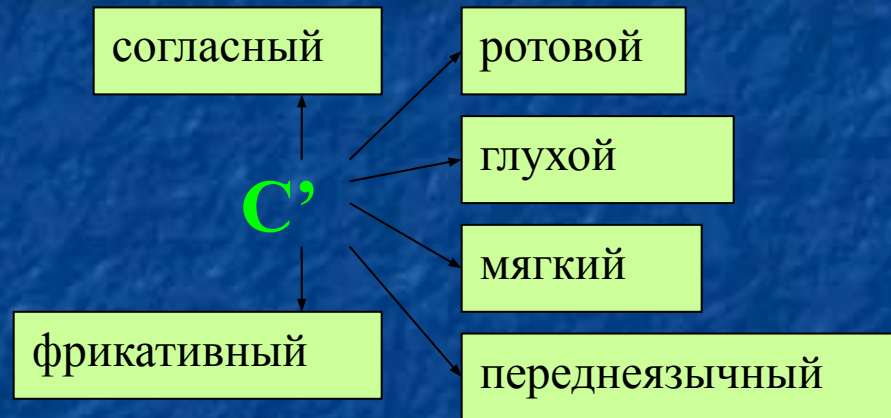 согласный
ротовой
глухой
С’
мягкий
фрикативный
переднеязычный